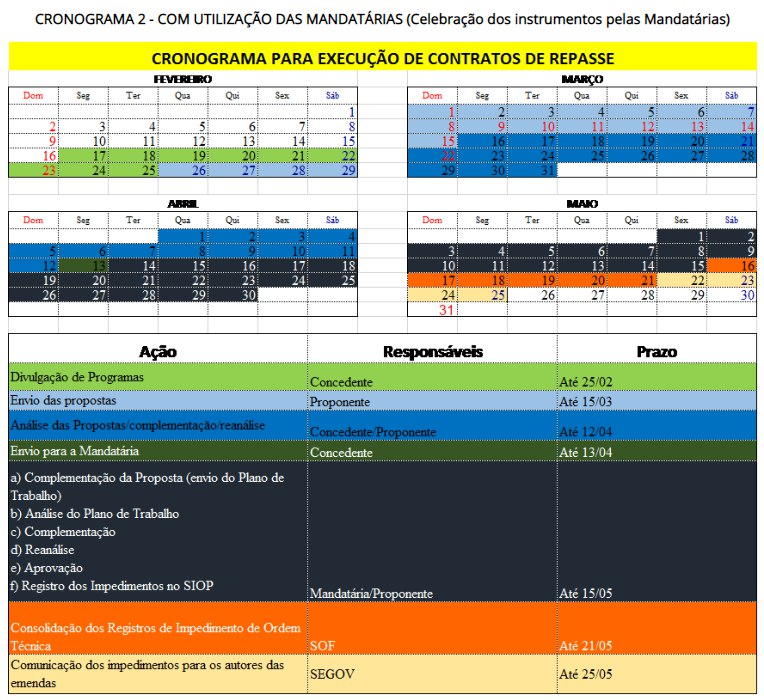 CRONOGRAMA 2 - COM UTILIZAÇÃO DAS MANDATÁRIAS (Celebração dos instrumentos pelas Mandatárias)
CRONOGRAMA PARA EXECUÇÃO DE CONTRATOS DE REPASSE
FEVEREIRO
Dom Seg Ter Qua Qui Sex Sáb
1
2 3 4 5 6 7 8
9 10 11 12 13 14 15
16 17 18 19 20 21 22
23 24 25 26 27 28 29
MARÇO
Dom Seg Ter Qua Qui Sex Sáb
1 2 3 4 5 6 7
8 9 10 11 12 13 14
15 16 17 18 19 20 21
22 23 24 25 26 27 28
29 30 31
ABRIL
Dom Seg Ter Qua Qui Sex Sáb
1 2 3 4
5 6 7 8 9 10 11
12 13 14 15 16 17 18
19 20 21 22 23 24 25
26 27 28 29 30
MAIO
Dom Seg Ter Qua Qui Sex Sáb
1 2
3 4 5 6 7 8 9
10 11 12 13 14 15 16
17 18 19 20 21 22 23
24 25 26 27 28 29 30
31
Ação Responsáveis Prazo
Divulgação de Programas Concedente Até 25/02
Envio das propostas Proponente Até 15/03
Análise das Propostas/complementação/reanálise Concedente/Proponente Até 12/04
Envio para a Mandatária Concedente Até 13/04
a) Complementação da Proposta (envio do Plano de
Trabalho)
b) Análise do Plano de Trabalho
c) Complementação
d) Reanálise
e) Aprovação
f) Registro dos Impedimentos no SIOP Mandatária/Proponente Até 15/05
Consolidação dos Registros de Impedimento de Ordem
Técnica SOF Até 21/05
Comunicação dos impedimentos para os autores das
emendas SEGOV Até 25/05